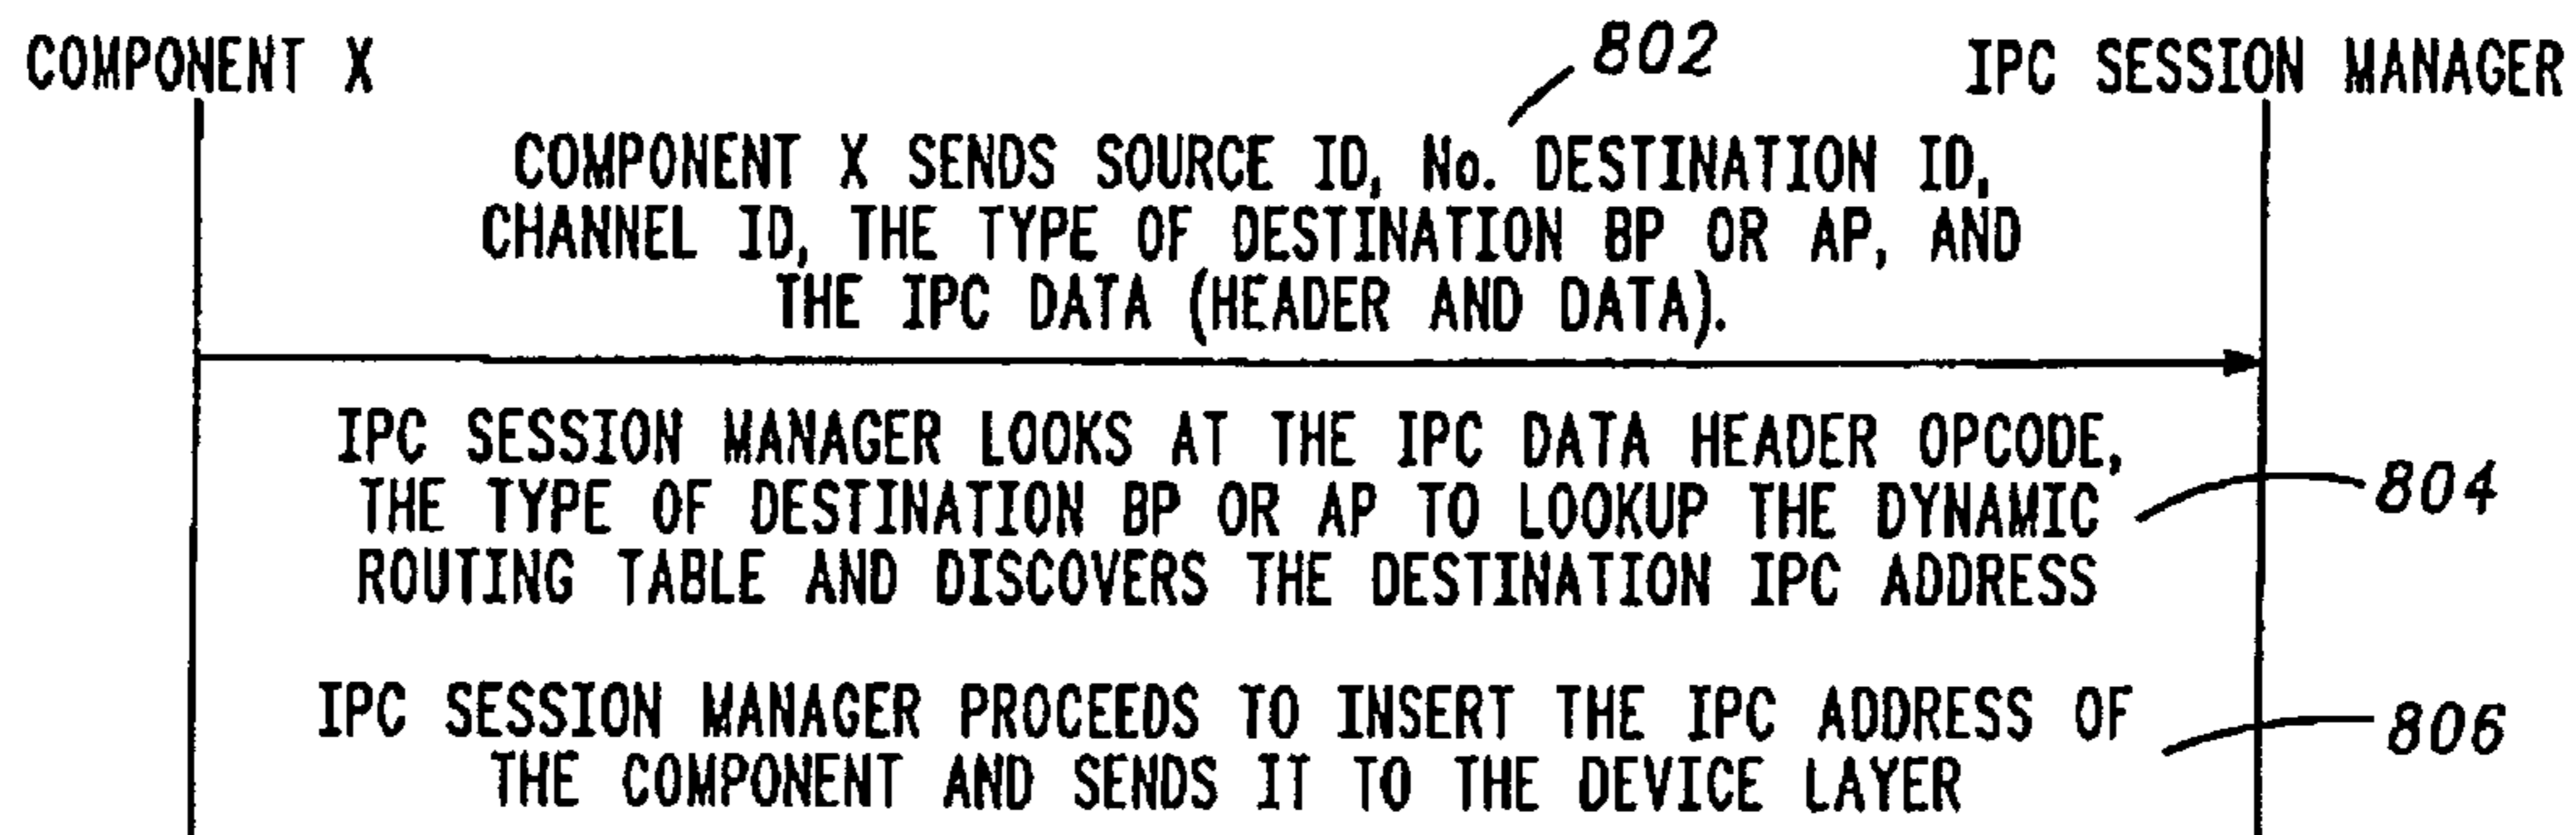 COMPONENT X
802
IPC SESSION MANAGER
COMPONENT X SENDS SOURCE ID, No. DESTINATION ID,
CHANNEL ID, THE TYPE OF DESTINATION BP OR AP, AND
THE IPC DATA (HEADER AND DATA).
IPC SESSION MANAGER LOOKS AT THE IPC DATA HEADER OPCODE,
THE TYPE OF DESTINATION BP OR AP TO LOOKUP THE DYNAMIC
804
ROUTING TABLE AND DISCOVERS THE DESTINATION IPC ADDRESS
IPC SESSION MANAGER PROCEEDS TO INSERT THE IPC ADDRESS OF
806
THE COMPONENT AND SENDS IT TO THE DEVICE LAYER